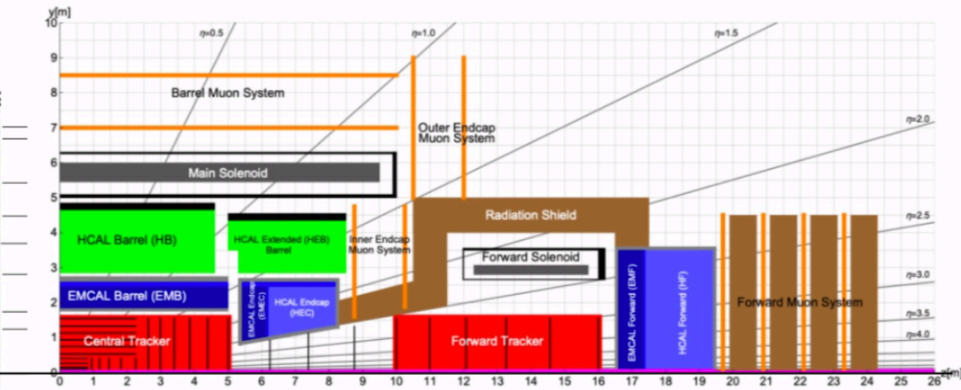 y[m]
10
η=0.5
η=1.0
η=1.5
9
Barrel Muon System
8
7
Outer Endcap
Muon System
η=2.0
6
Main Solenoid
5
Radiation Shield
η=2.5
4
HCAL Barrel (HB)
HCAL Extended (HEB)
Barrel
Inner Endcap
Muon System
Forward Solenoid
3
η=3.0
EMCAL Barrel (EMB)
EMCAL Endcap
(EMEC)
HCAL Endcap
(HEC)
EMCAL Forward (EMF)
HCAL Forward (HF)
Forward Muon System
2
η=3.5
1
Central Tracker
Forward Tracker
η=4.0
0
0 1 2 3 4 5 6 7 8 9 10 11 12 13 14 15 16 17 18 19 20 21 22 23 24 25 z[m]